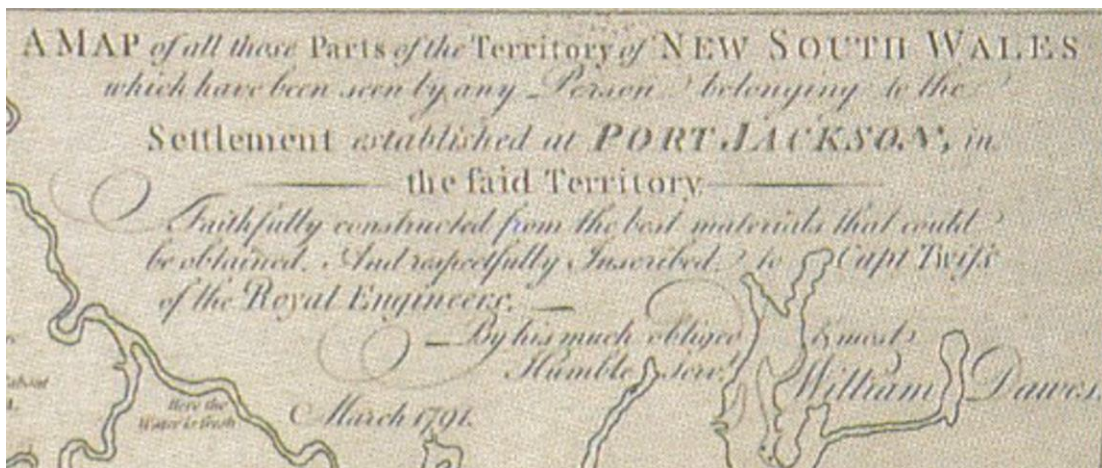 A MAP of all those Parts of the Territory of NEW SOUTH WALES
which have been seen by any Person belonging to the
Settlement established at PORT JACKSON, in
the ſaid Territory
Faithfully constructed from the best materials that could
be obtained. And respectfully Inscribed to Capt Twiſs
of the Royal Engineers.
By his much obliged & most
Humble Servt.
William Dawes.
March 1791.
Here the
Water is fresh